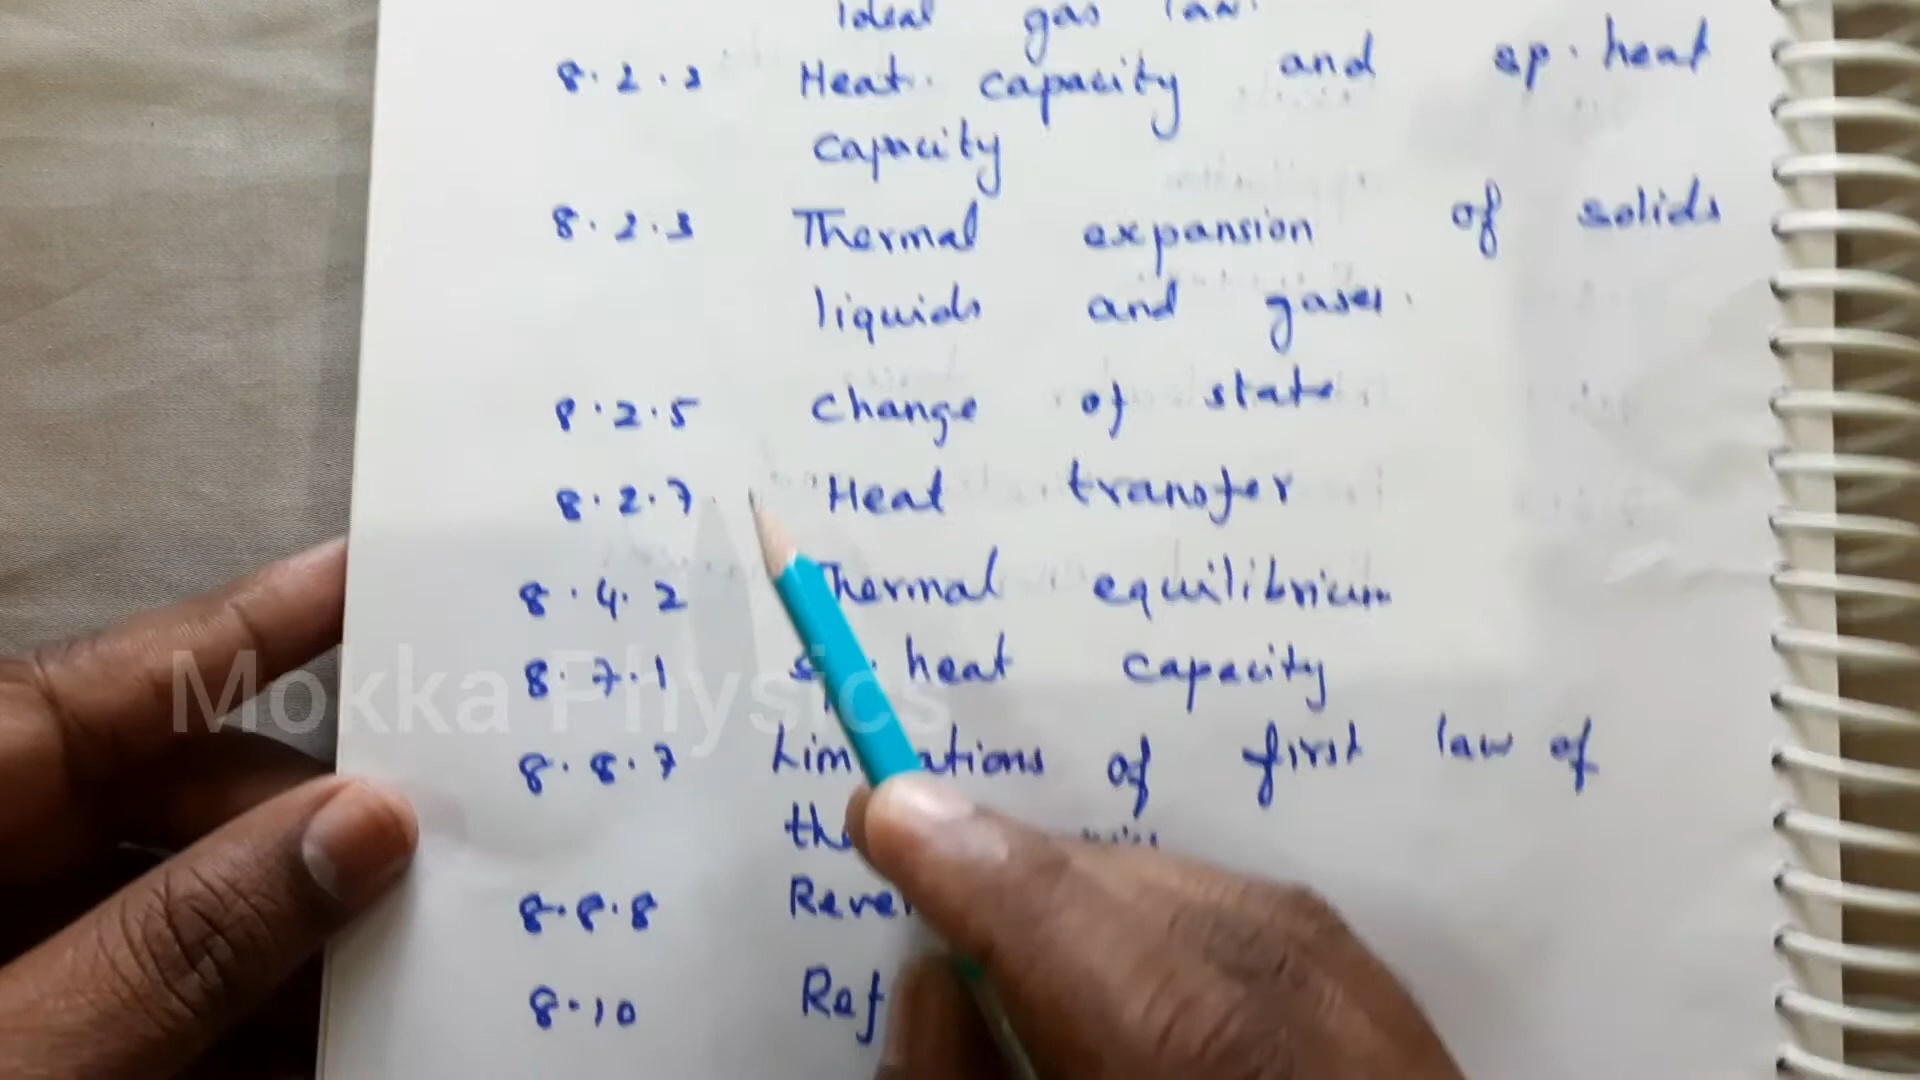 Ideal gas law.
8.2.2 Heat capacity and sp. heat
capacity
8.2.3 Thermal expansion of solids
liquids and gases.
8.2.5 change of state
8.2.7 Heat transfer
8.4.2 Thermal equilibrium
8.7.1 heat capacity
8.8.7 of first law of
8.8.8
8.10
Mokka Physics